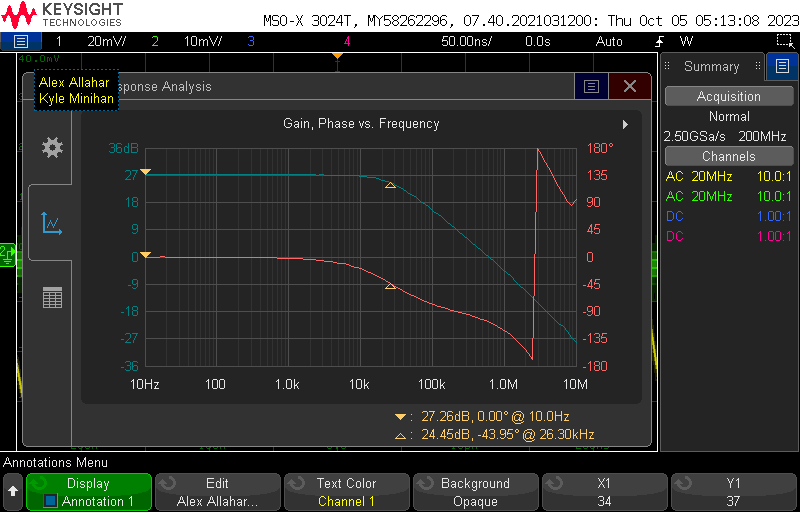 KEYSIGHT
TECHNOLOGIES
MSO-X 3024T, MY58262296, 07.40.2021031200: Thu Oct 05 05:13:08 2023
1 20mV/ 2 10mV/ 3 4 50.00ns/ 0.0s Auto W
40.0mV
Alex Allahar
Kyle Minihan
sponse Analysis
Summary
Acquisition
Normal
2.50GSa/s 200MHz
Channels
AC 20MHz 10.0:1
AC 20MHz 10.0:1
DC 1.00:1
DC 1.00:1
Gain, Phase vs. Frequency
36dB 180°
27 135
18 90
9 45
0 0
-9 -45
-18 -90
-27 -135
-36 -180
10Hz 100 1.0k 10k 100k 1.0M 10M
: 27.26dB, 0.00° @ 10.0Hz
: 24.45dB, -43.95° @ 26.30kHz
2
Annotations Menu
Display
Annotation 1
Edit
Alex Allahar...
Text Color
Channel 1
Background
Opaque
X1
34
Y1
37